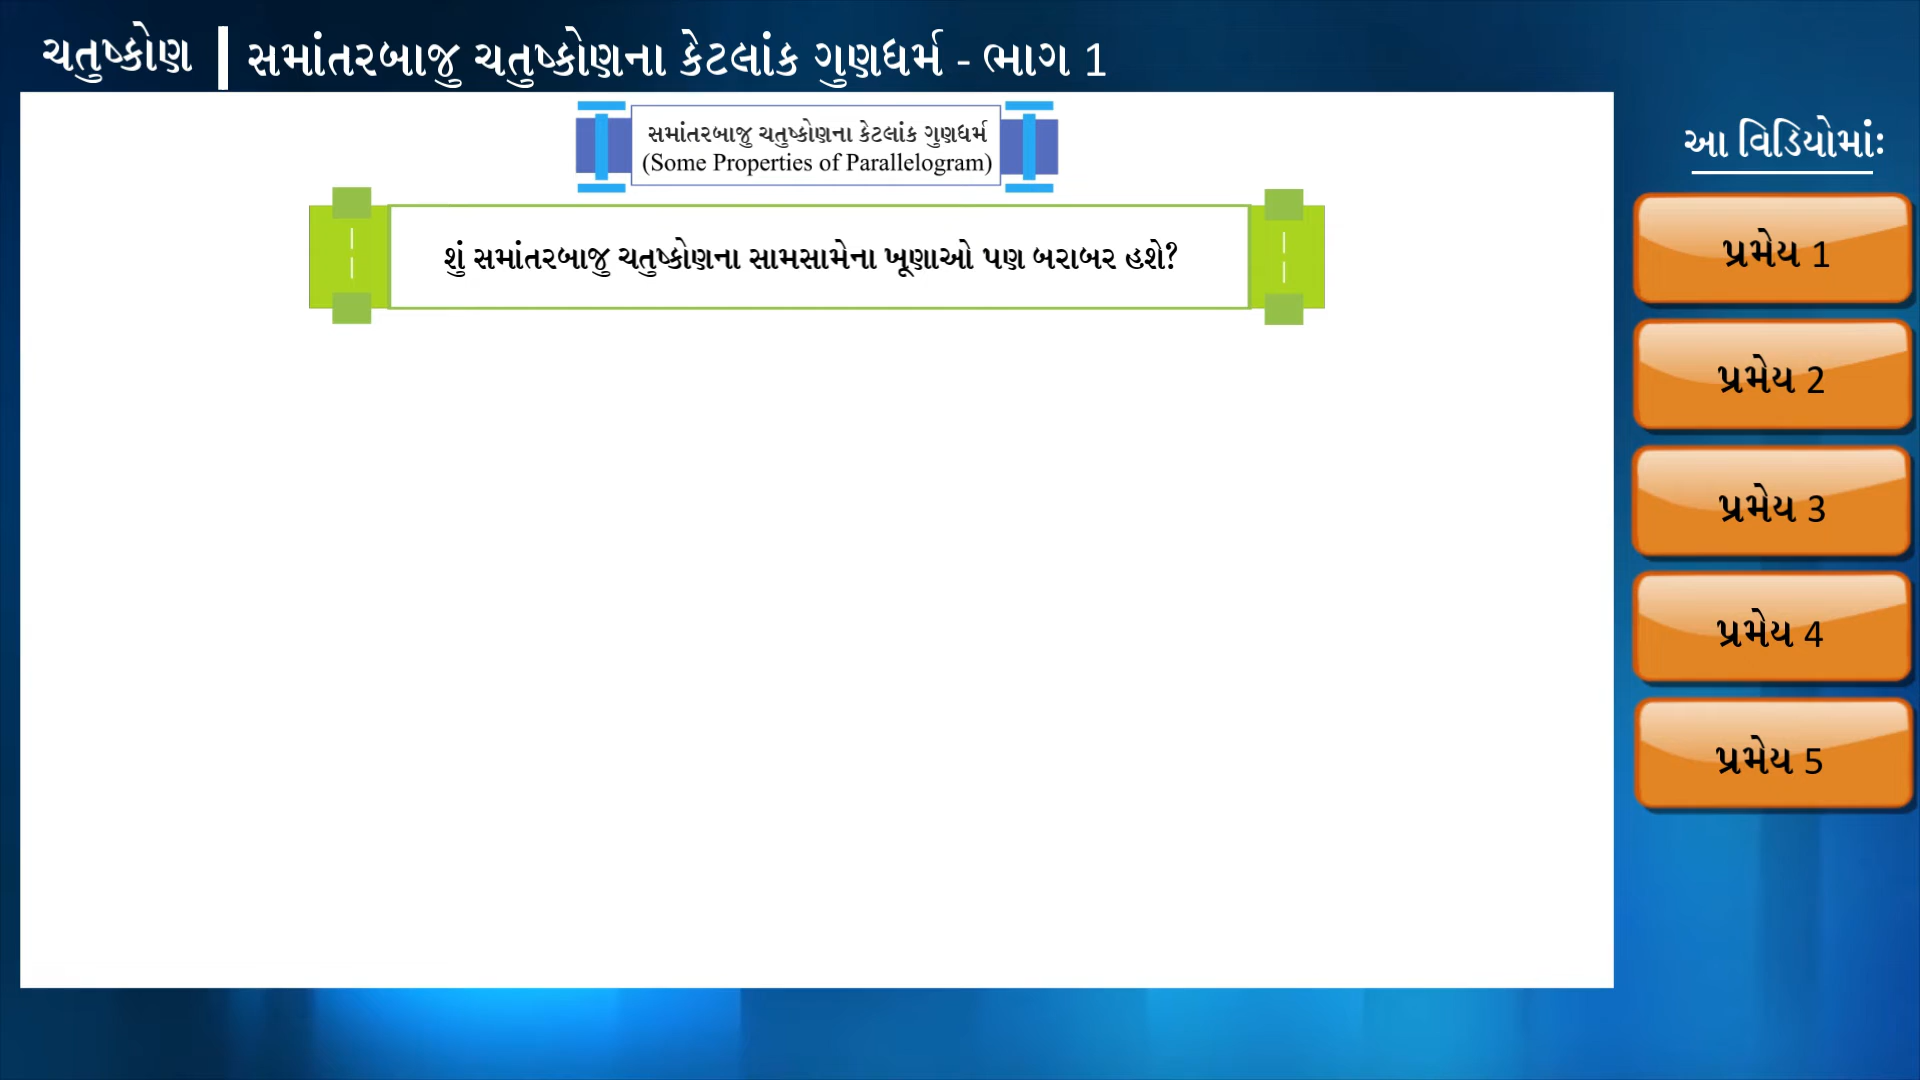 ચતુષ્કોણ | સમાંતરબાજુ ચતુષ્કોણના કેટલાંક ગુણધર્મ - ભાગ 1
સમાંતરબાજુ ચતુષ્કોણના કેટલાંક ગુણધર્મ
(Some Properties of Parallelogram)
શું સમાંતરબાજુ ચતુષ્કોણના સામસામેના ખૂણાઓ પણ બરાબર હશે?
આ વિડિયોમાં:
પ્રમેય 1
પ્રમેય 2
પ્રમેય 3
પ્રમેય 4
પ્રમેય 5